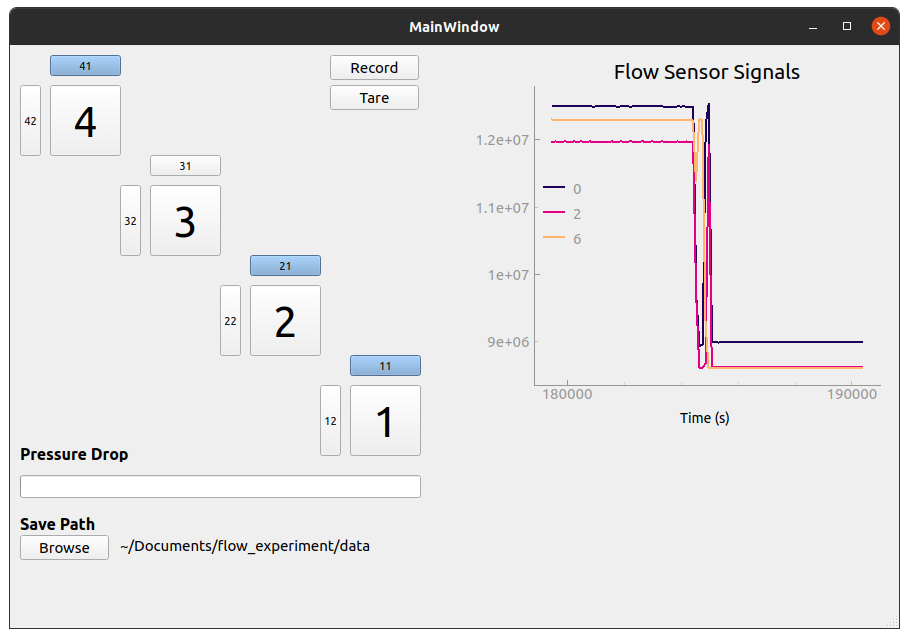 MainWindow
41
Record
Tare
42
4
31
32
3
21
22
2
11
12
1
Pressure Drop
Save Path
Browse
~/Documents/flow_experiment/data
Flow Sensor Signals
1.2e+07
1.1e+07
1e+07
9e+06
0
2
6
180000
190000
Time (s)